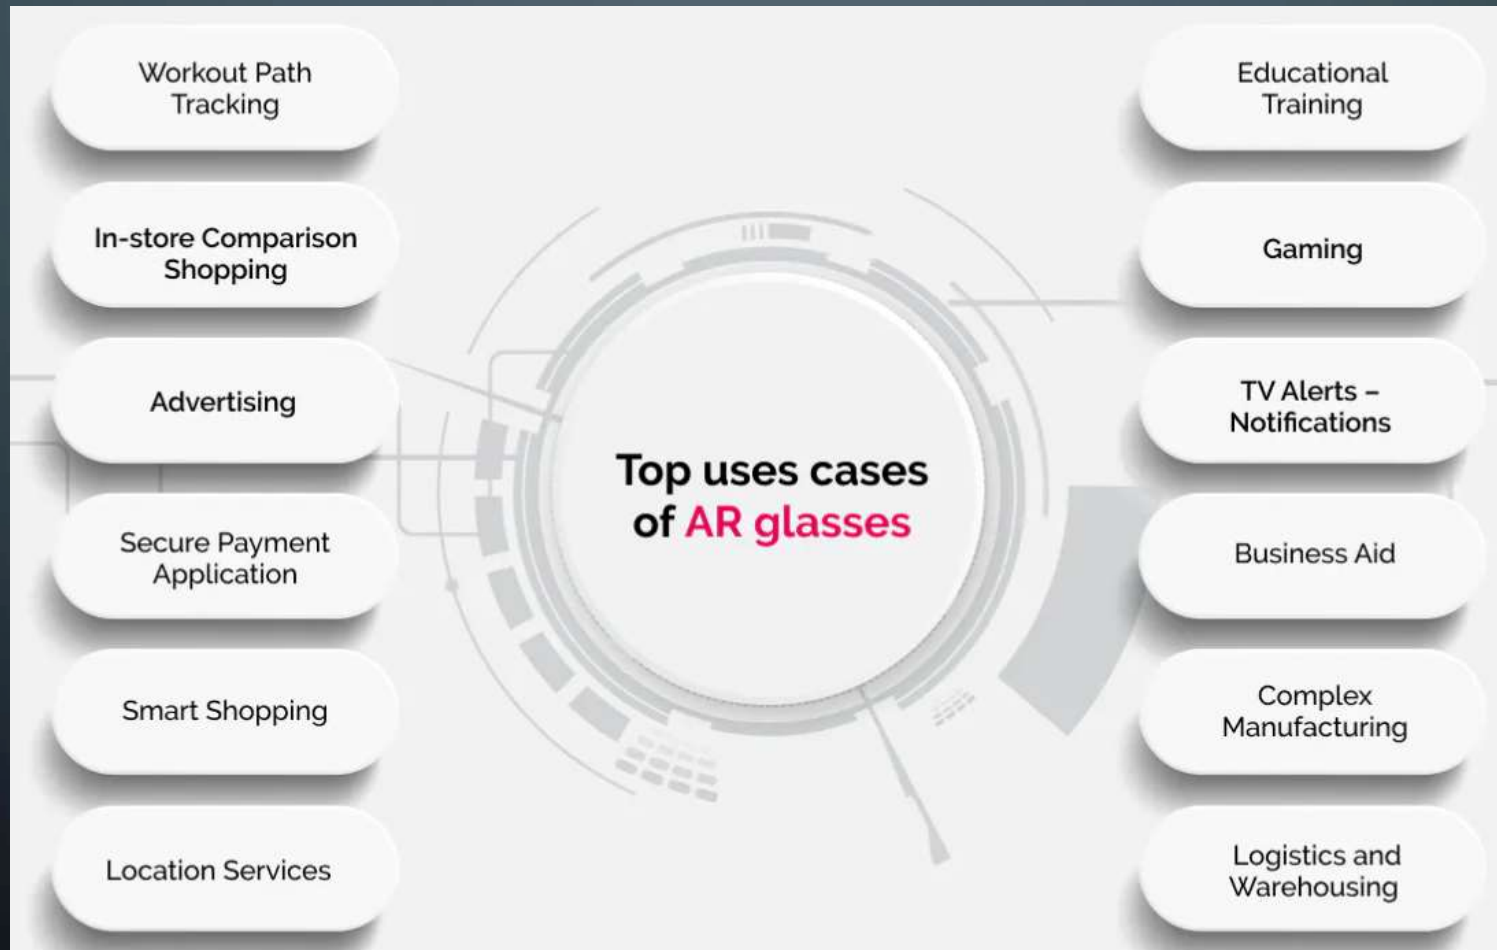 Workout Path
Tracking
In-store Comparison
Shopping
Advertising
Secure Payment
Application
Smart Shopping
Location Services
Top uses cases
of AR glasses
Educational
Training
Gaming
TV Alerts –
Notifications
Business Aid
Complex
Manufacturing
Logistics and
Warehousing